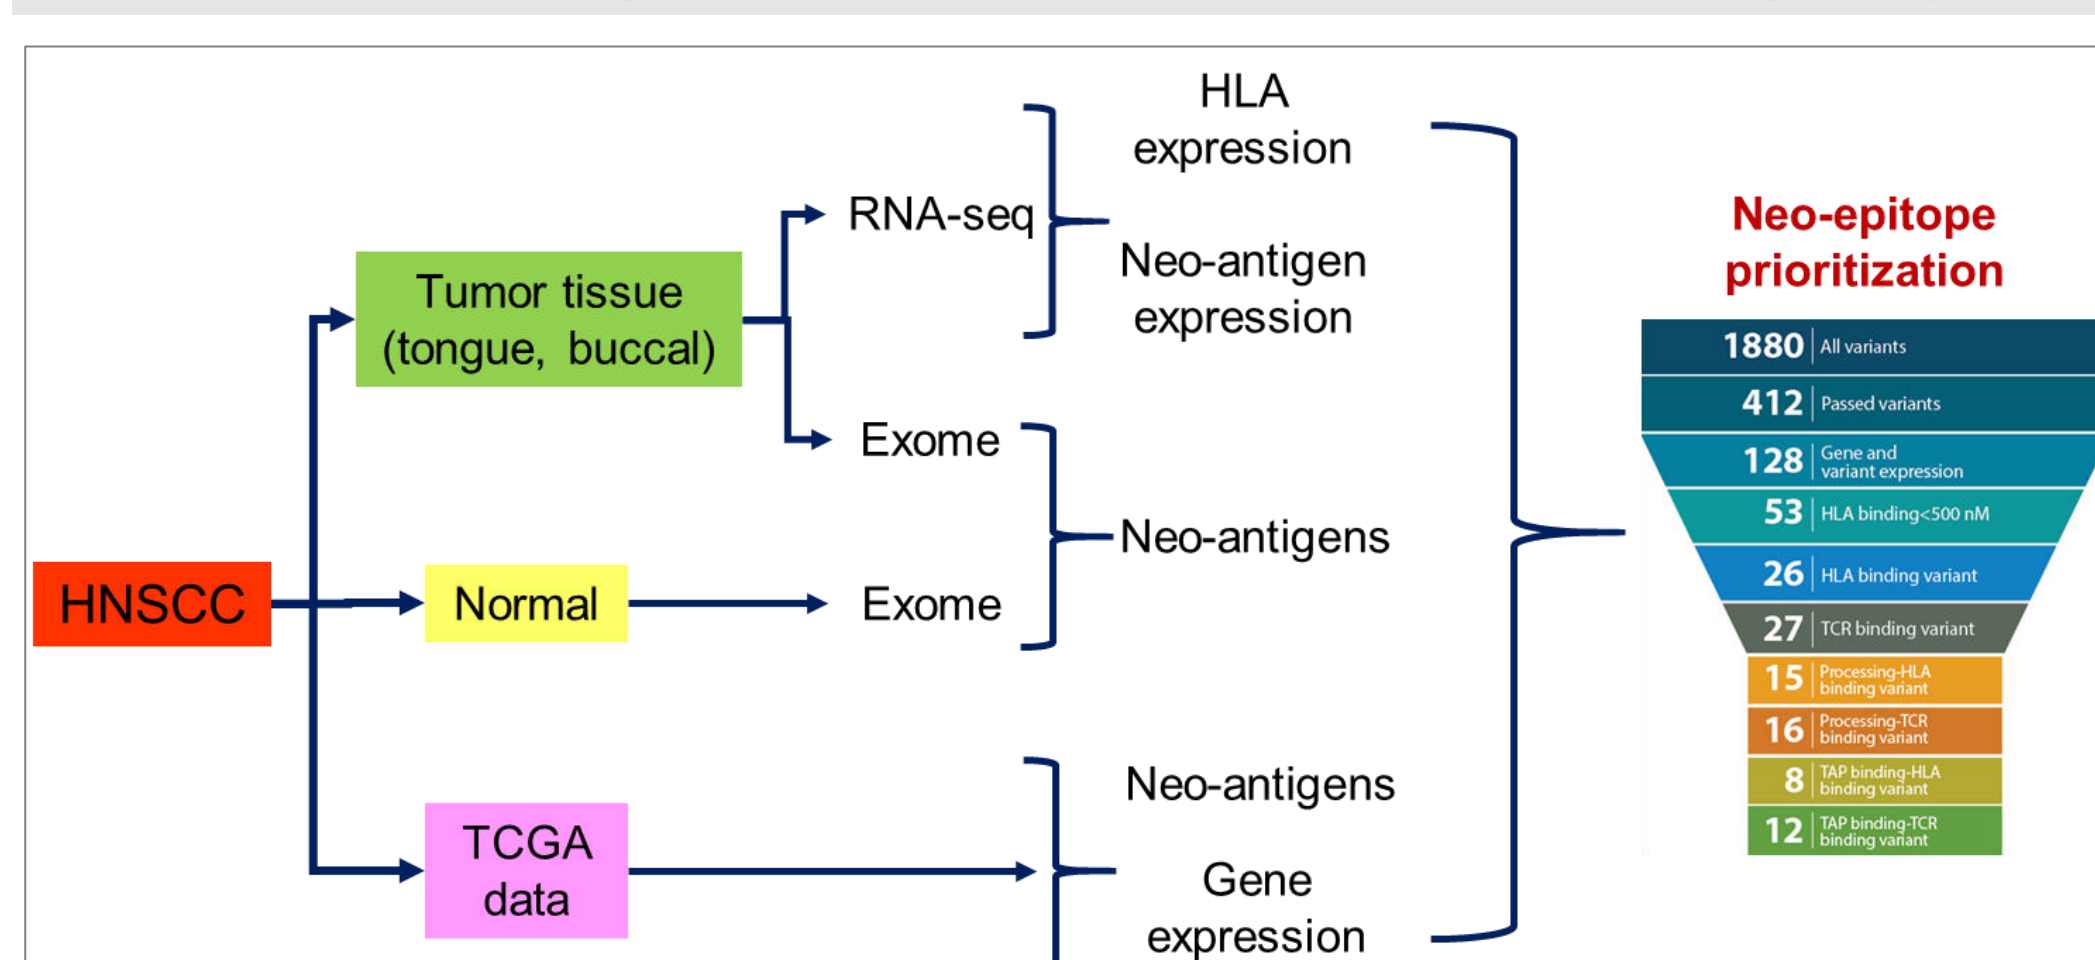 HLA
expression
RNA-seq
Neo-antigen
expression
Tumor tissue
(tongue, buccal)
Exome
Neo-antigens
HNSCC
Normal
Exome
TCGA
data
Neo-antigens
Gene
expression
Neo-epitope
prioritization
1880 All variants
412 Passed variants
128 Gene and
variant expression
53 HLA binding<500 nM
26 HLA binding variant
27 TCR binding variant
15 Processing-HLA
binding variant
16 Processing-TCR
binding variant
8 TAP binding-HLA
binding variant
12 TAP binding-TCR
binding variant